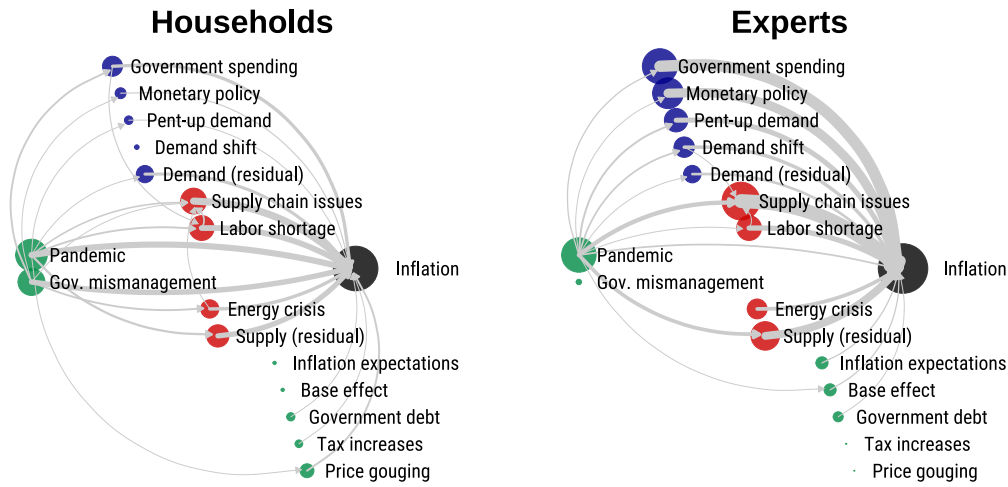 Households
Government spending
Monetary policy
Pent-up demand
Demand shift
Demand (residual)
Supply chain issues
Labor shortage
Pandemic
Inflation
Gov. mismanagement
Energy crisis
Supply (residual)
Inflation expectations
Base effect
Government debt
Tax increases
Price gouging
Experts
Government spending
Monetary policy
Pent-up demand
Demand shift
Demand (residual)
Supply chain issues
Labor shortage
Pandemic
Inflation
Gov. mismanagement
Energy crisis
Supply (residual)
Inflation expectations
Base effect
Government debt
Tax increases
Price gouging